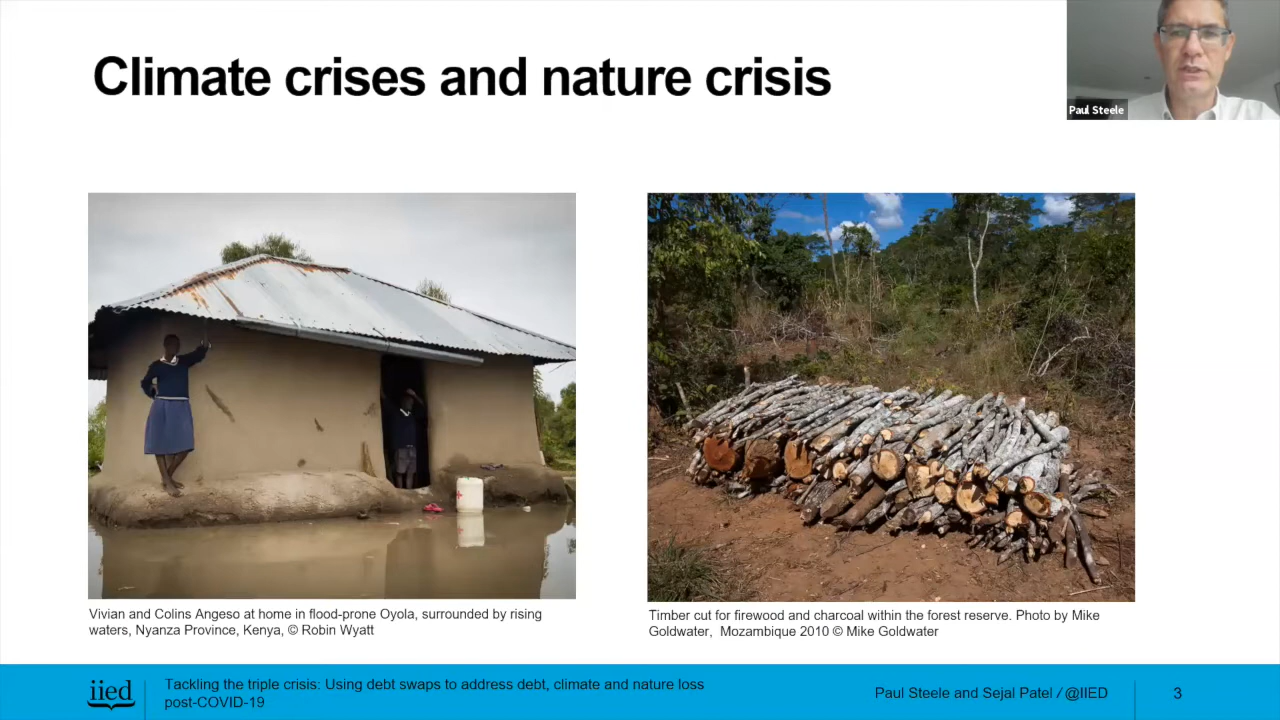 Climate crises and nature crisis
Paul Steele
Vivian and Colins Angeso at home in flood-prone Oyola, surrounded by rising
waters, Nyanza Province, Kenya, © Robin Wyatt
Timber cut for firewood and charcoal within the forest reserve. Photo by Mike
Goldwater, Mozambique 2010 © Mike Goldwater
iied
Tackling the triple crisis: Using debt swaps to address debt, climate and nature loss
post-COVID-19
Paul Steele and Sejal Patel / @IIED
3